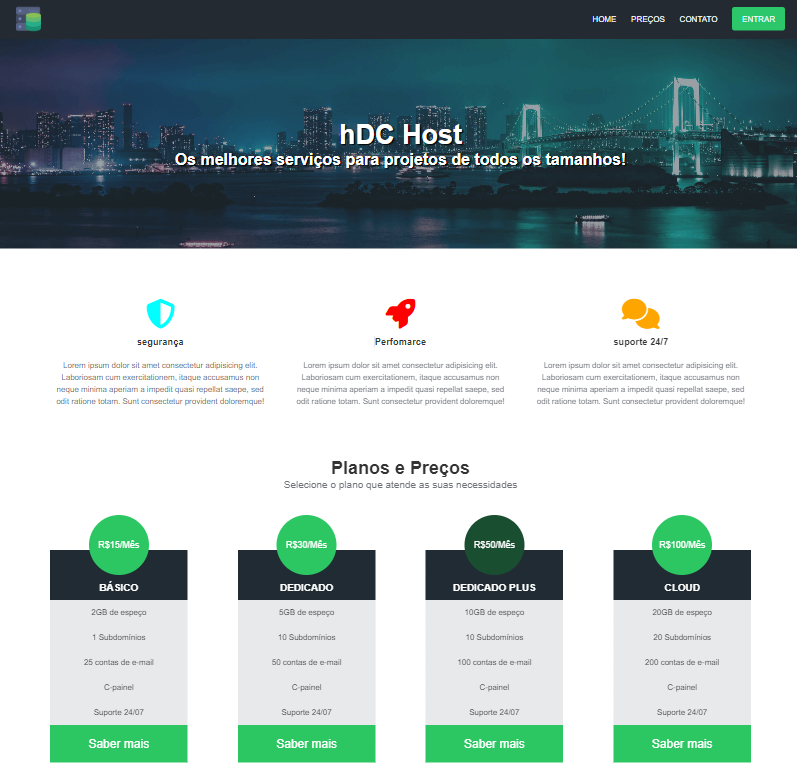 HOME PREÇOS CONTATO ENTRAR
hDC Host
Os melhores serviços para projetos de todos os tamanhos!
segurança
Lorem ipsum dolor sit amet consectetur adipisicing elit.
Laboriosam cum exercitationem, itaque accusamus non
neque minima aperiam a impedit quasi repellat saepe, sed
odit ratione totam. Sunt consectetur provident doloremque!
Perfomarce
Lorem ipsum dolor sit amet consectetur adipisicing elit.
Laboriosam cum exercitationem, itaque accusamus non
neque minima aperiam a impedit quasi repellat saepe, sed
odit ratione totam. Sunt consectetur provident doloremque!
suporte 24/7
Lorem ipsum dolor sit amet consectetur adipisicing elit.
Laboriosam cum exercitationem, itaque accusamus non
neque minima aperiam a impedit quasi repellat saepe, sed
odit ratione totam. Sunt consectetur provident doloremque!
Planos e Preços
Selecione o plano que atende as suas necessidades
R$15/Mês
BÁSICO
2GB de espeço
1 Subdomínios
25 contas de e-mail
C-painel
Suporte 24/07
Saber mais
R$30/Mês
DEDICADO
5GB de espeço
10 Subdomínios
50 contas de e-mail
C-painel
Suporte 24/07
Saber mais
R$50/Mês
DEDICADO PLUS
10GB de espeço
10 Subdomínios
100 contas de e-mail
C-painel
Suporte 24/07
Saber mais
R$100/Mês
CLOUD
20GB de espeço
20 Subdomínios
200 contas de e-mail
C-painel
Suporte 24/07
Saber mais